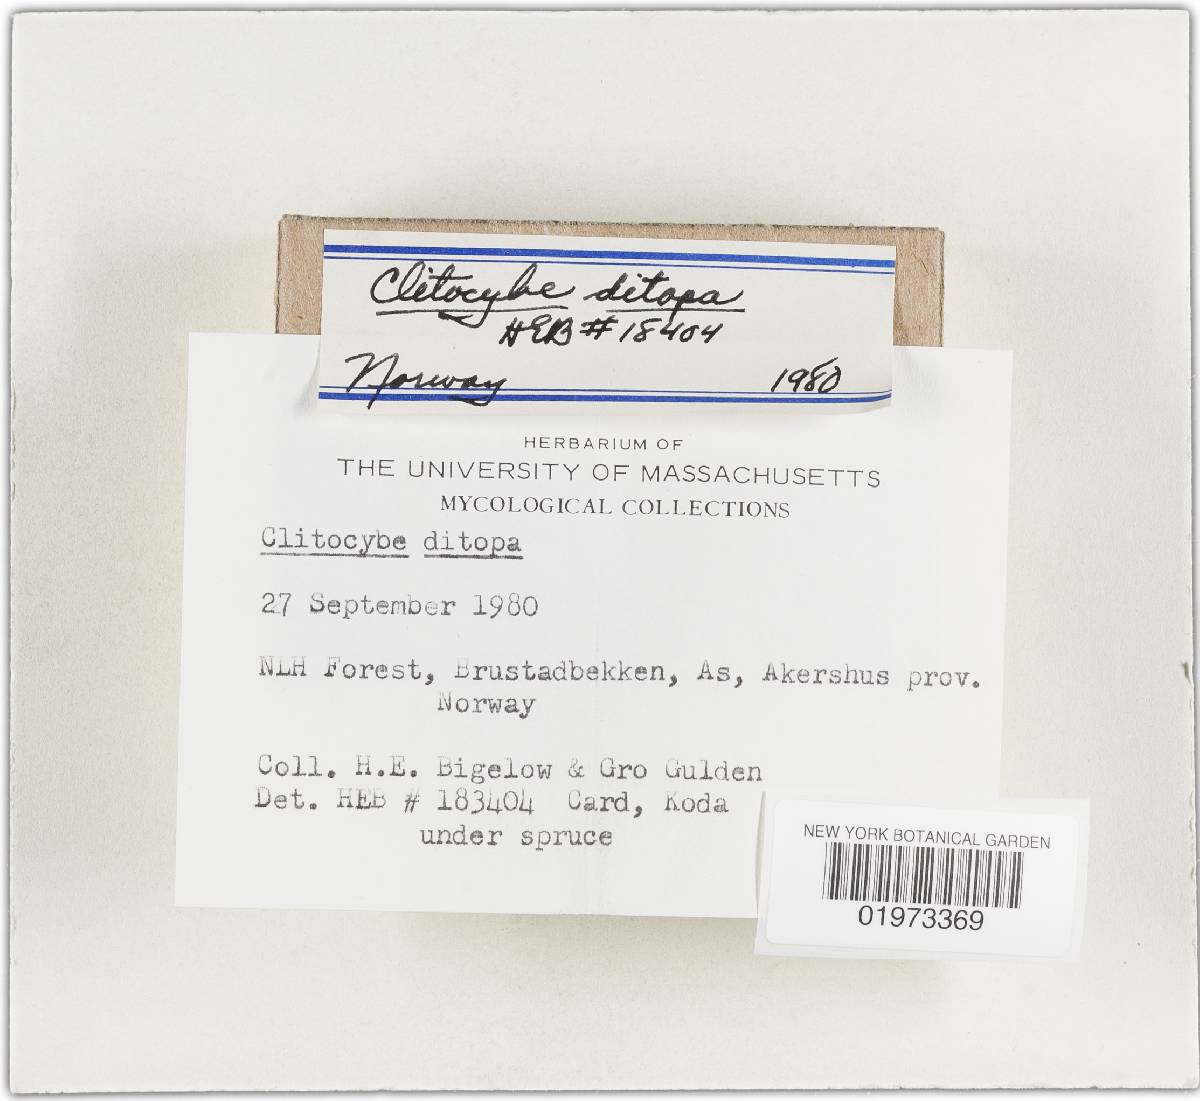 Clitocybe ditopa
HEB # 18404
Norway 1980
HERBARIUM OF
THE UNIVERSITY OF MASSACHUSETTS
MYCOLOGICAL COLLECTIONS
Clitocybe ditopa
27 September 1980
NLH Forest, Brustadbekken, As, Akershus prov.
Norway
Coll. H.E. Bigelow & Gro Gulden
Det. HEB # 183404 Card, Koda
under spruce
NEW YORK BOTANICAL GARDEN
01973369